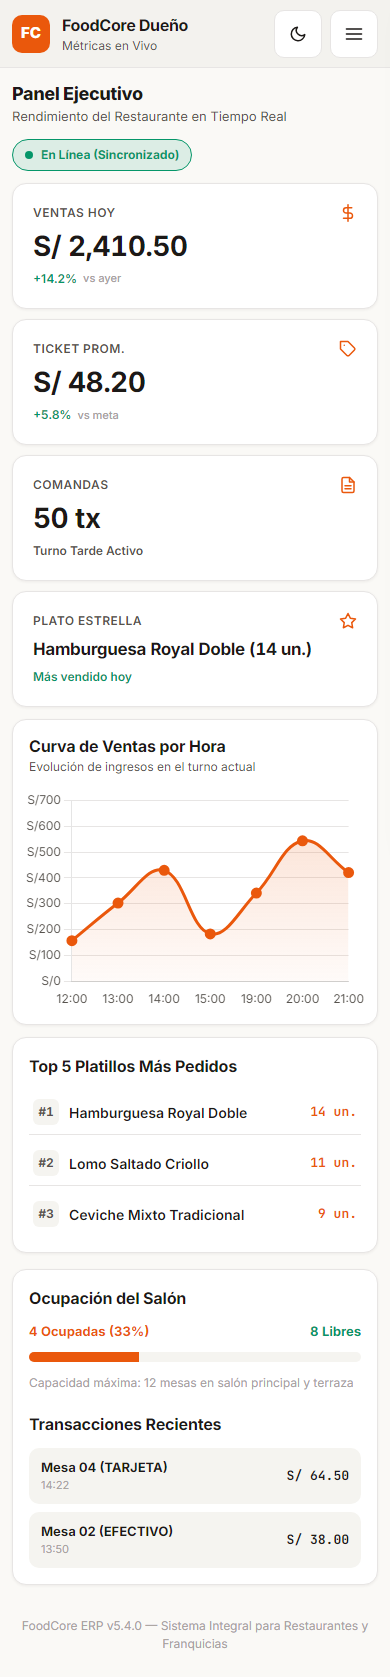 FC
FoodCore Dueño
Métricas en Vivo
Panel Ejecutivo
Rendimiento del Restaurante en Tiempo Real
En Línea (Sincronizado)
VENTAS HOY
S/ 2,410.50
+14.2% vs ayer
TICKET PROM.
S/ 48.20
+5.8% vs meta
COMANDAS
50 tx
Turno Tarde Activo
PLATO ESTRELLA
Hamburguesa Royal Doble (14 un.)
Más vendido hoy
Curva de Ventas por Hora
Evolución de ingresos en el turno actual
S/700
S/600
S/500
S/400
S/300
S/200
S/100
S/0
12:00 13:00 14:00 15:00 19:00 20:00 21:00
Top 5 Platillos Más Pedidos
#1 Hamburguesa Royal Doble 14 un.
#2 Lomo Saltado Criollo 11 un.
#3 Ceviche Mixto Tradicional 9 un.
Ocupación del Salón
4 Ocupadas (33%) 8 Libres
Capacidad máxima: 12 mesas en salón principal y terraza
Transacciones Recientes
Mesa 04 (TARJETA) S/ 64.50
14:22
Mesa 02 (EFECTIVO) S/ 38.00
13:50
FoodCore ERP v5.4.0 — Sistema Integral para Restaurantes y
Franquicias